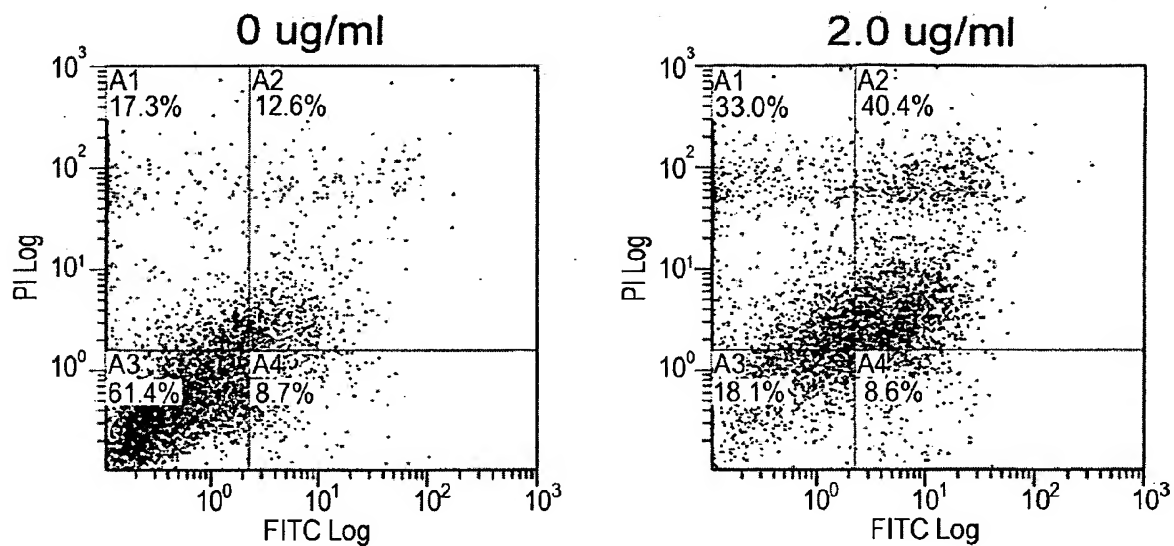 0 ug/ml
10³
A1
17.3%
A2
12.6%
10²
PI Log
10¹
10⁰
A3
61.4%
A4
8.7%
10⁰ 10¹ 10² 10³
FITC Log
2.0 ug/ml
10³
A1
33.0%
A2
40.4%
10²
PI Log
10¹
10⁰
A3
18.1%
A4
8.6%
10⁰ 10¹ 10² 10³
FITC Log